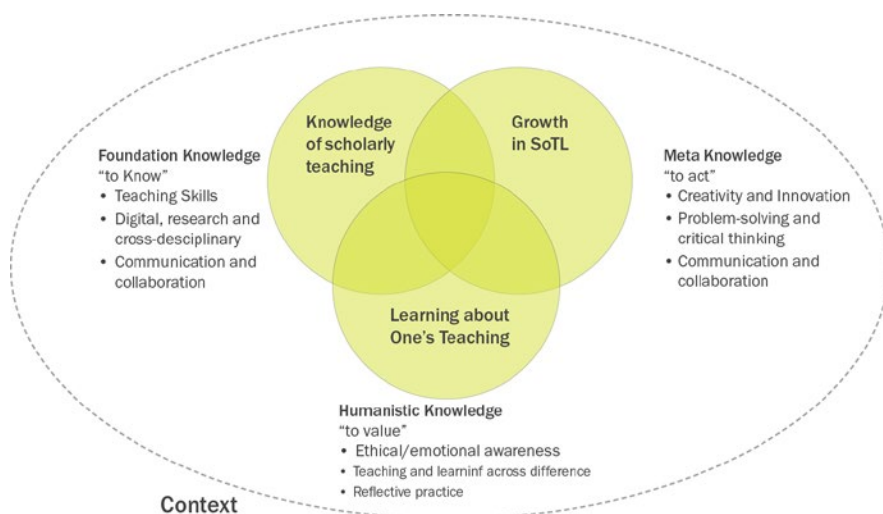 Knowledge
of scholarly
teaching
Growth
in SoTL
Foundation Knowledge
“to Know”
• Teaching Skills
• Digital, research and
cross-desciplinary
• Communication and
collaboration
Meta Knowledge
“to act”
• Creativity and Innovation
• Problem-solving and
critical thinking
• Communication and
collaboration
Learning about
One's Teaching
Humanistic Knowledge
“to value”
• Ethical/emotional awareness
• Teaching and learninf across difference
• Reflective practice
Context